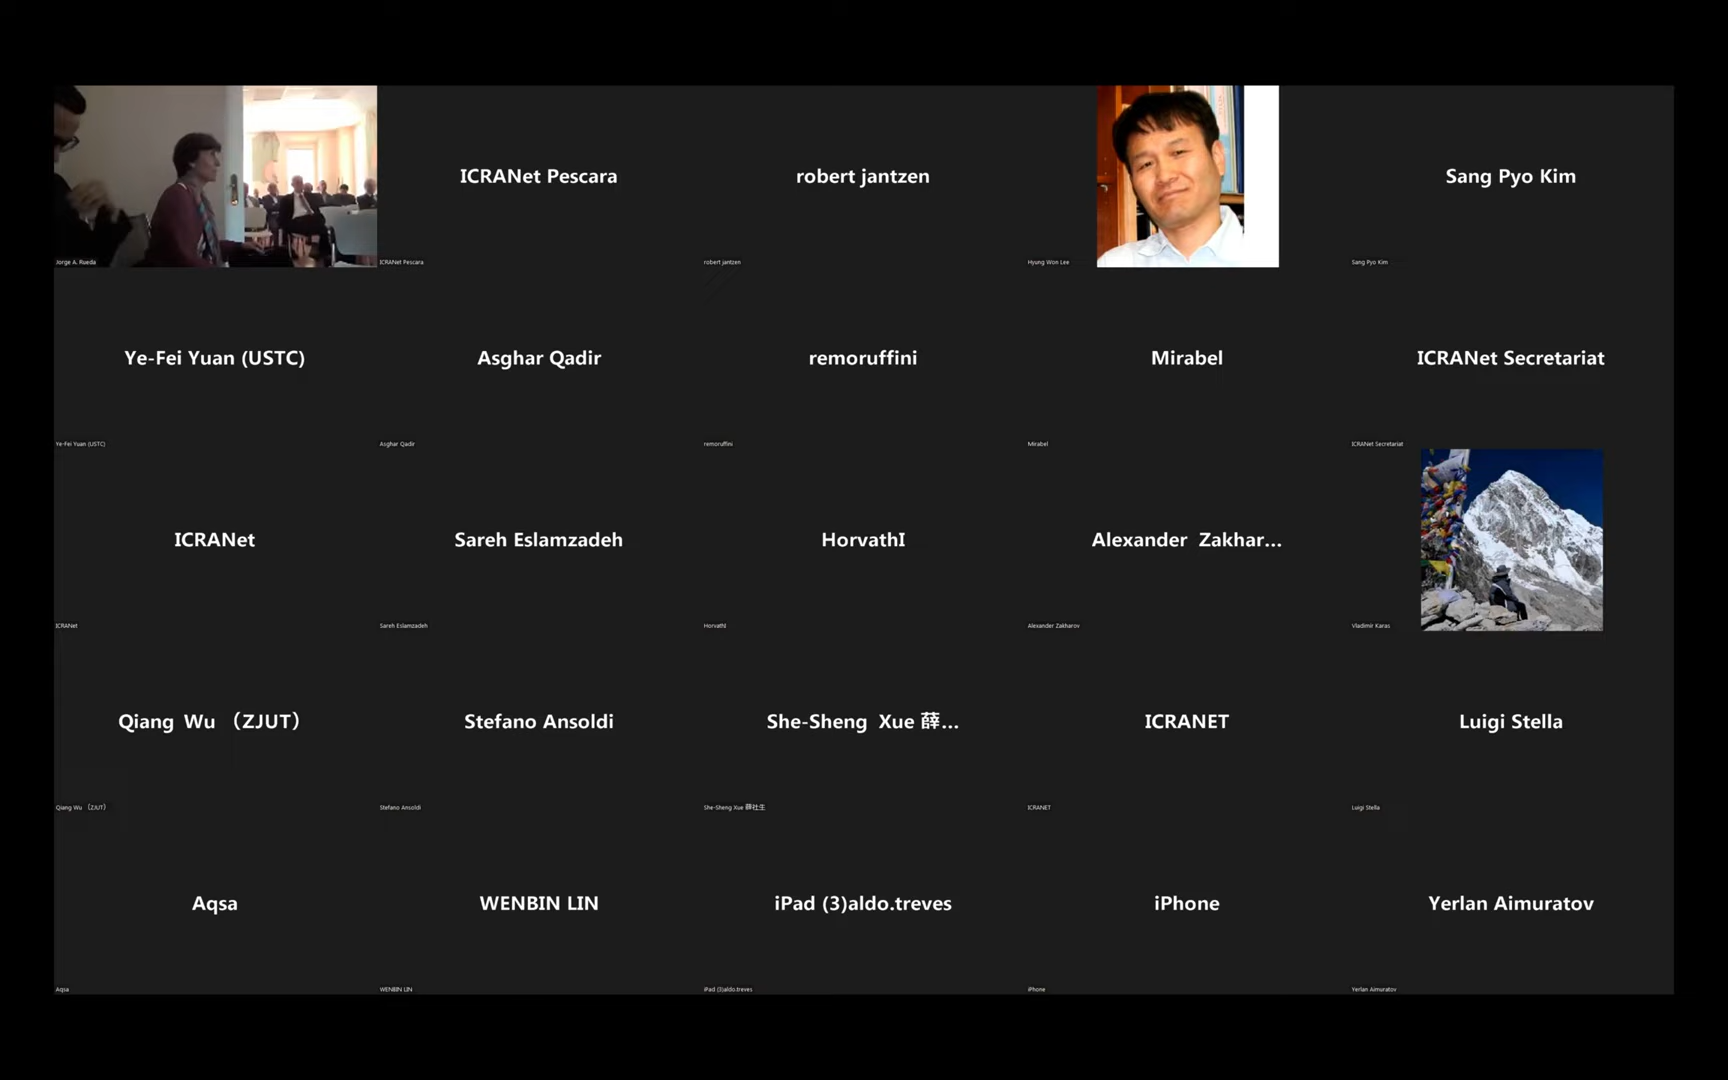 Jorge A. Rueda
ICRANet Pescara
ICRANet Pescara
robert jantzen
robert jantzen
Hyung Won Lee
Sang Pyo Kim
Sang Pyo Kim
Ye-Fei Yuan (USTC)
Ye-Fei Yuan (USTC)
Asghar Qadir
Asghar Qadir
remoruffini
remoruffini
Mirabel
Mirabel
ICRANet Secretariat
ICRANet Secretariat
ICRANet
ICRANet
Sareh Eslamzadeh
Sareh Eslamzadeh
HorvathI
HorvathI
Alexander Zakhar...
Alexander Zakharov
Vladimir Karas
Qiang Wu （ZJUT）
Qiang Wu （ZJUT）
Stefano Ansoldi
Stefano Ansoldi
She-Sheng Xue 薛...
She-Sheng Xue 薛社生
ICRANET
ICRANET
Luigi Stella
Luigi Stella
Aqsa
Aqsa
WENBIN LIN
WENBIN LIN
iPad (3)aldo.treves
iPad (3)aldo.treves
iPhone
iPhone
Yerlan Aimuratov
Yerlan Aimuratov